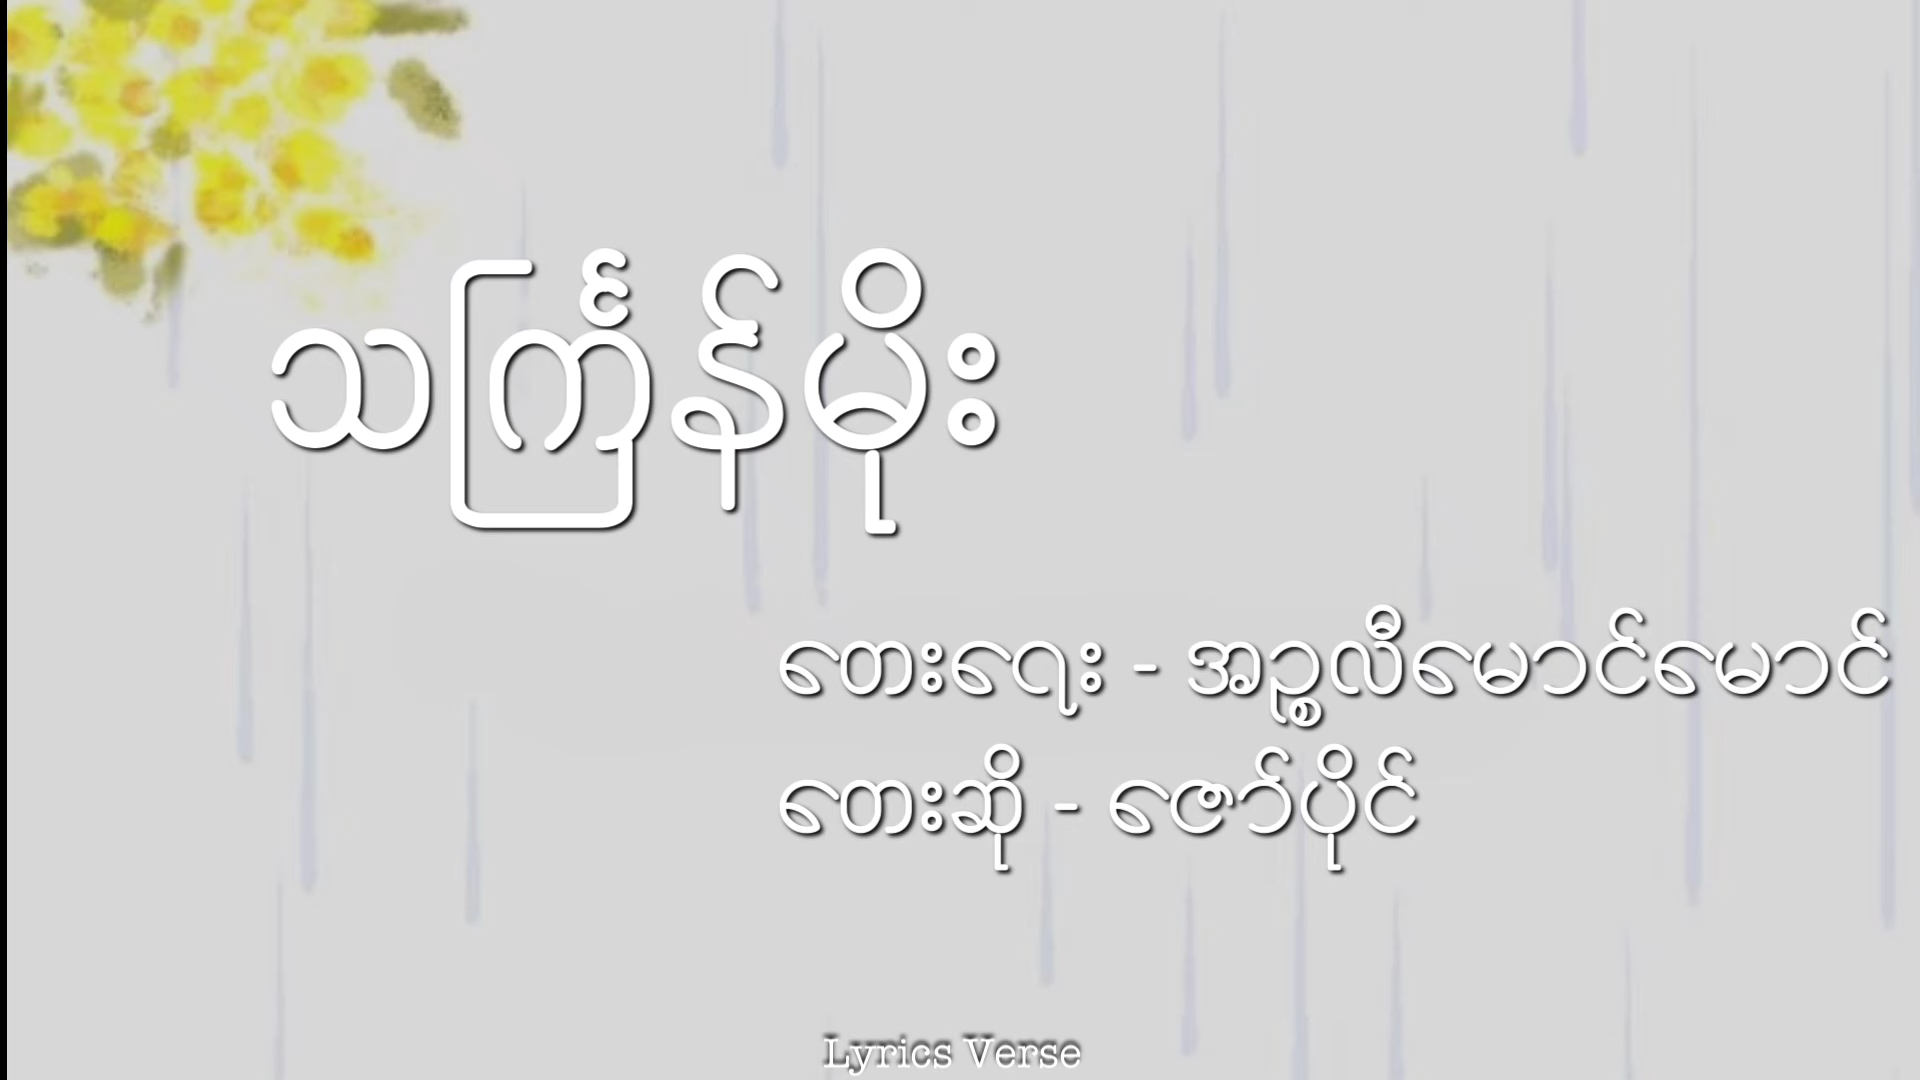 သင်္ကြန်မိုး
တေးရေး - အဉ္စလီမောင်မောင်
တေးဆို - ဇော်ပိုင်
Lyrics Verse